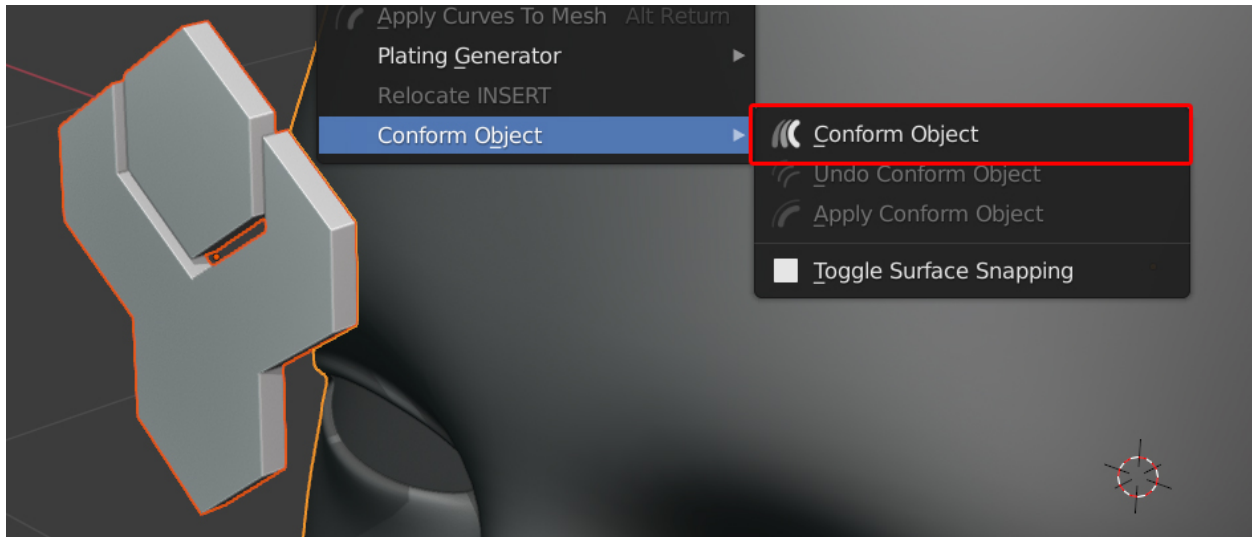 Apply Curves To Mesh Alt Return
Plating Generator
Relocate INSERT
Conform Object
Conform Object
Undo Conform Object
Apply Conform Object
Toggle Surface Snapping